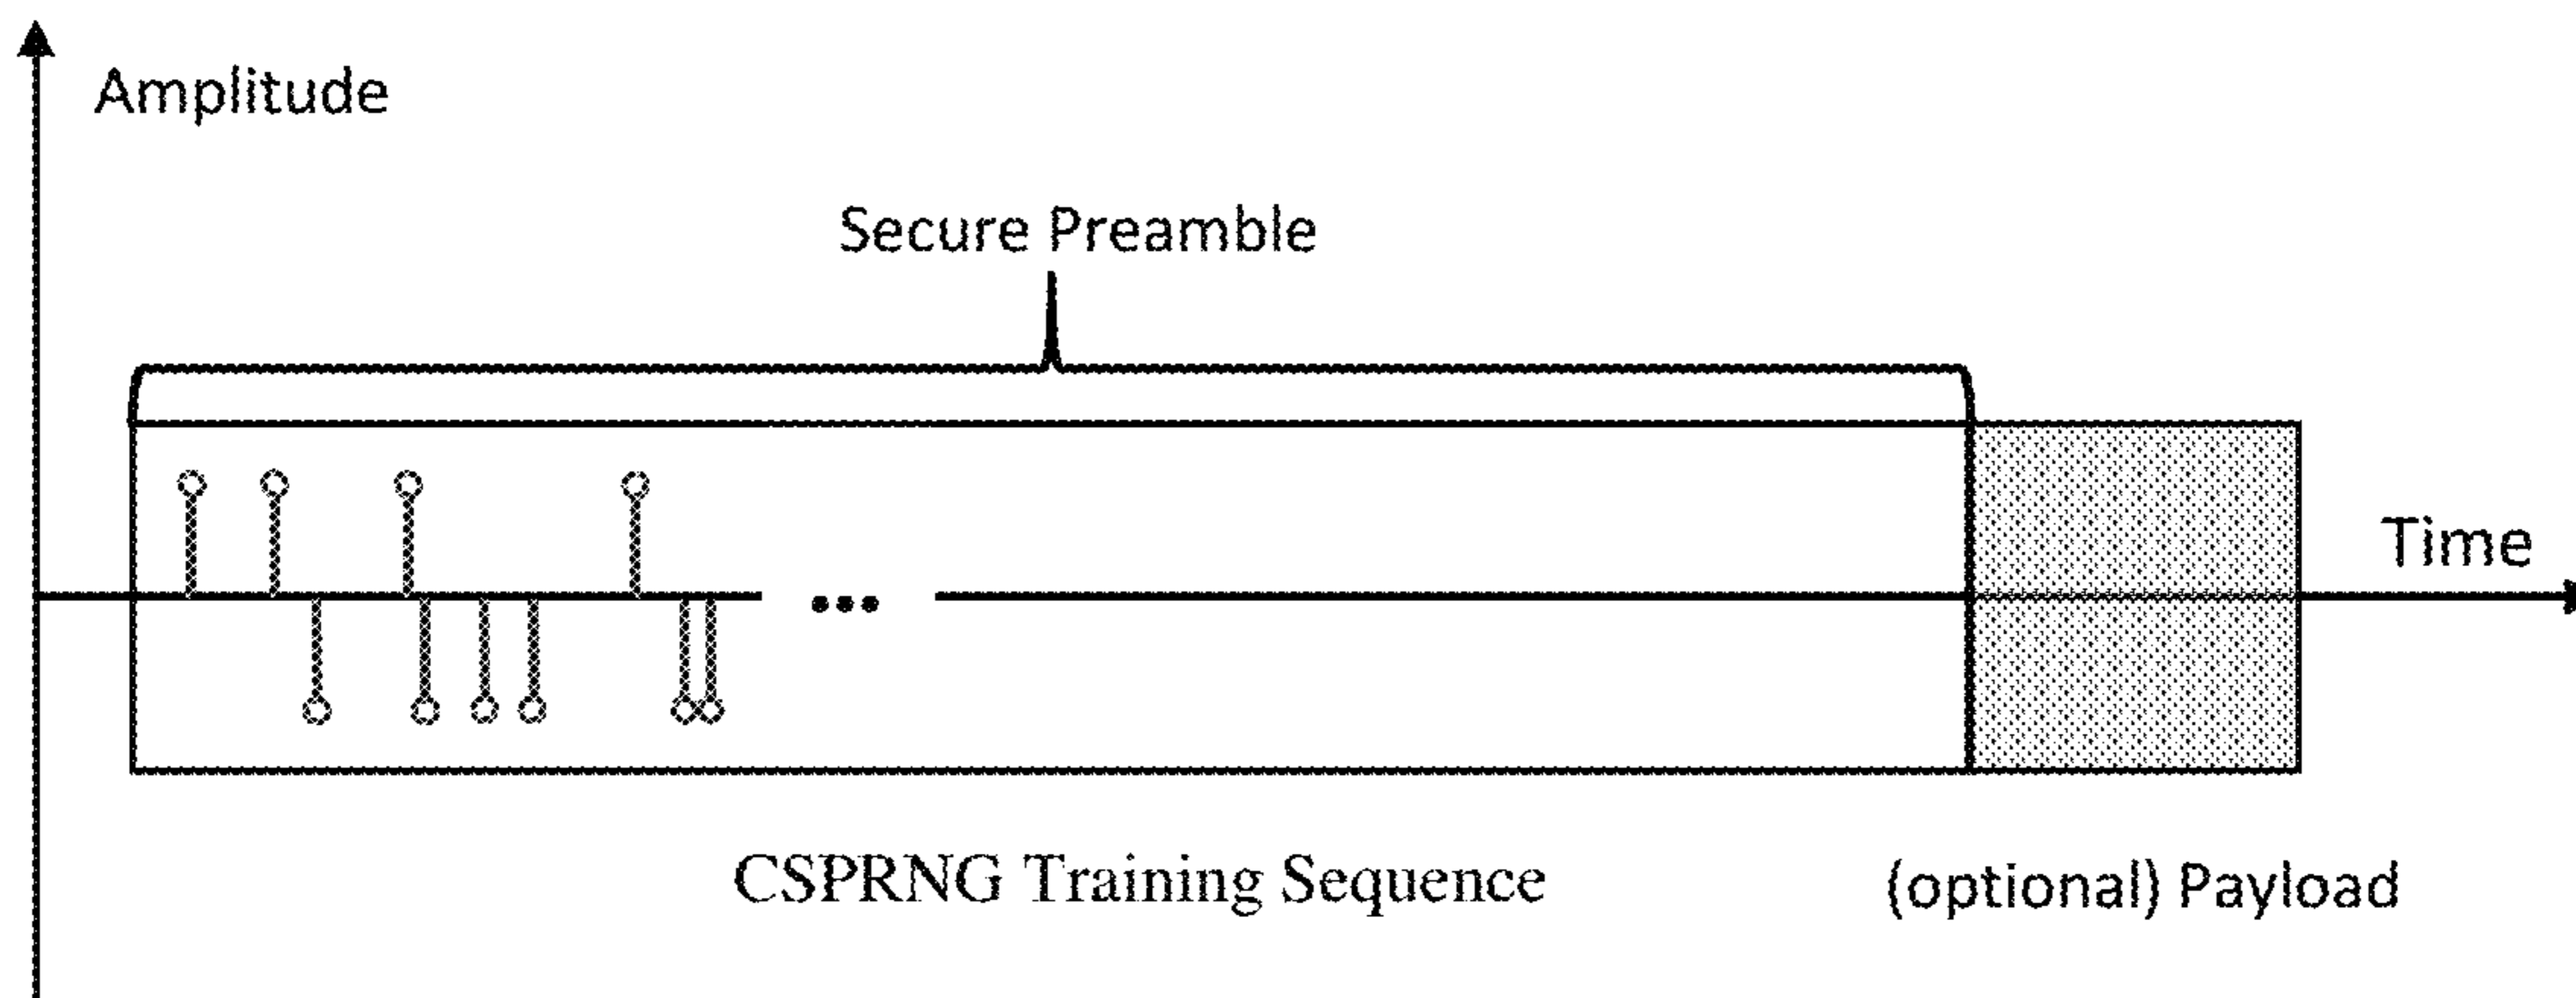 Amplitude
Secure Preamble
Time
CSPRNG Training Sequence
(optional) Payload